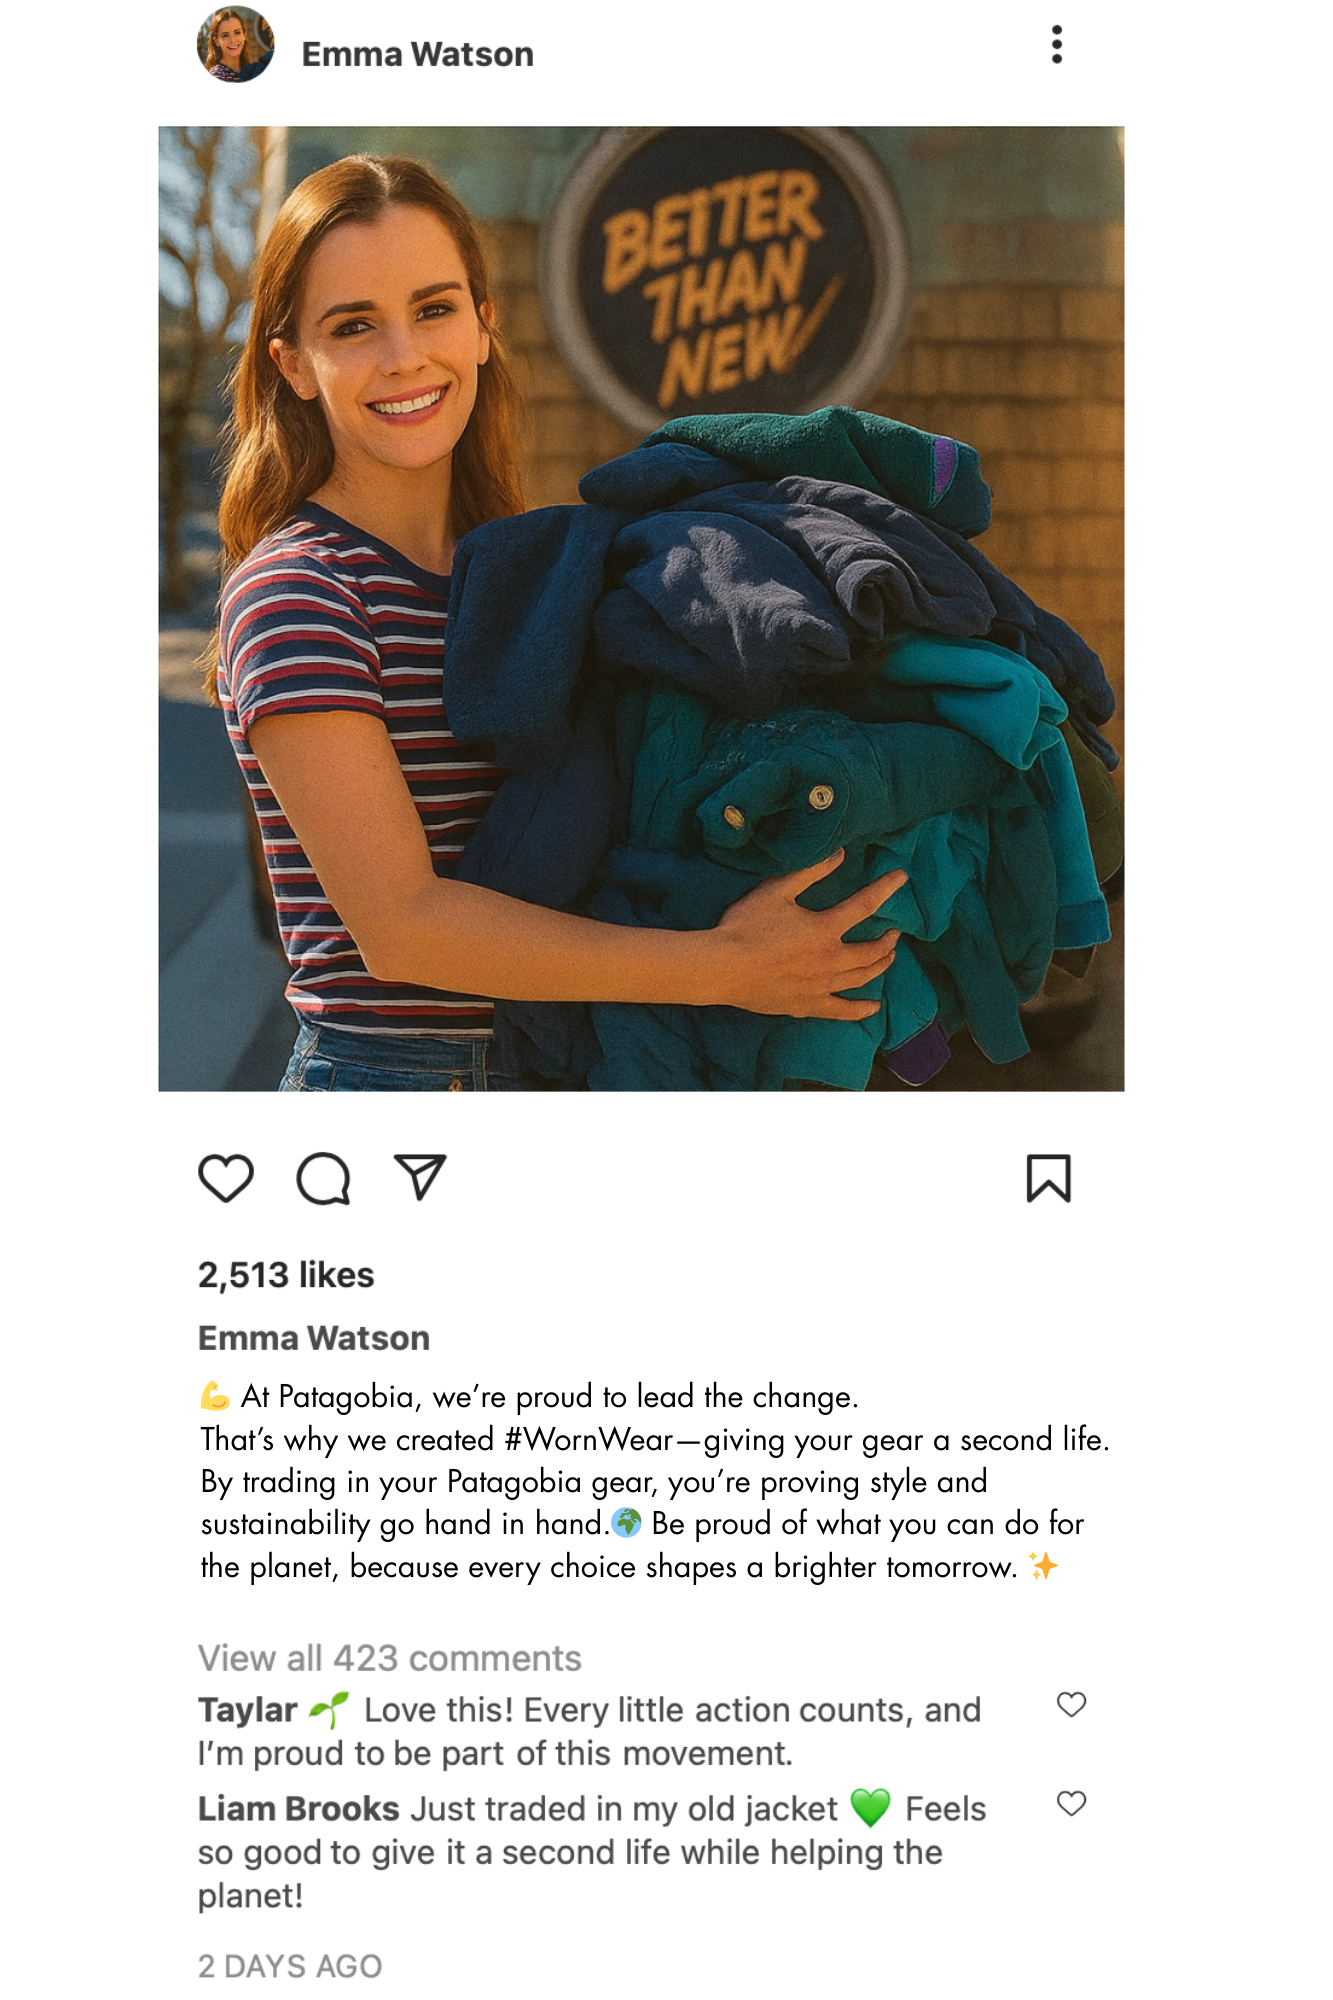 Emma Watson
BETTER
THAN
NEW
2,513 likes
Emma Watson
💪 At Patagobia, we’re proud to lead the change.
That’s why we created #WornWear—giving your gear a second life.
By trading in your Patagobia gear, you’re proving style and
sustainability go hand in hand.🌍 Be proud of what you can do for
the planet, because every choice shapes a brighter tomorrow. ✨
View all 423 comments
Taylar 🌱 Love this! Every little action counts, and
I’m proud to be part of this movement.
Liam Brooks Just traded in my old jacket 💚 Feels
so good to give it a second life while helping the
planet!
2 DAYS AGO